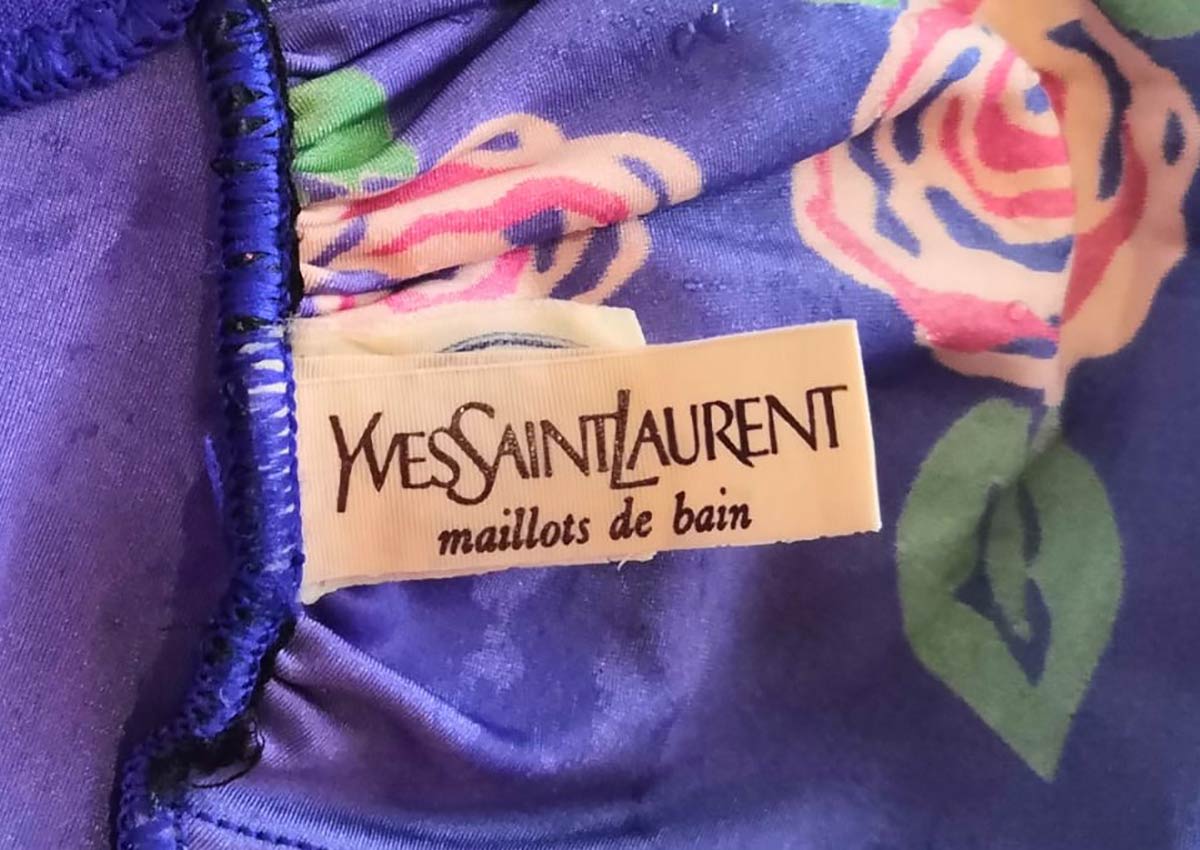 YVESSAINTLAURENT
maillots de bain